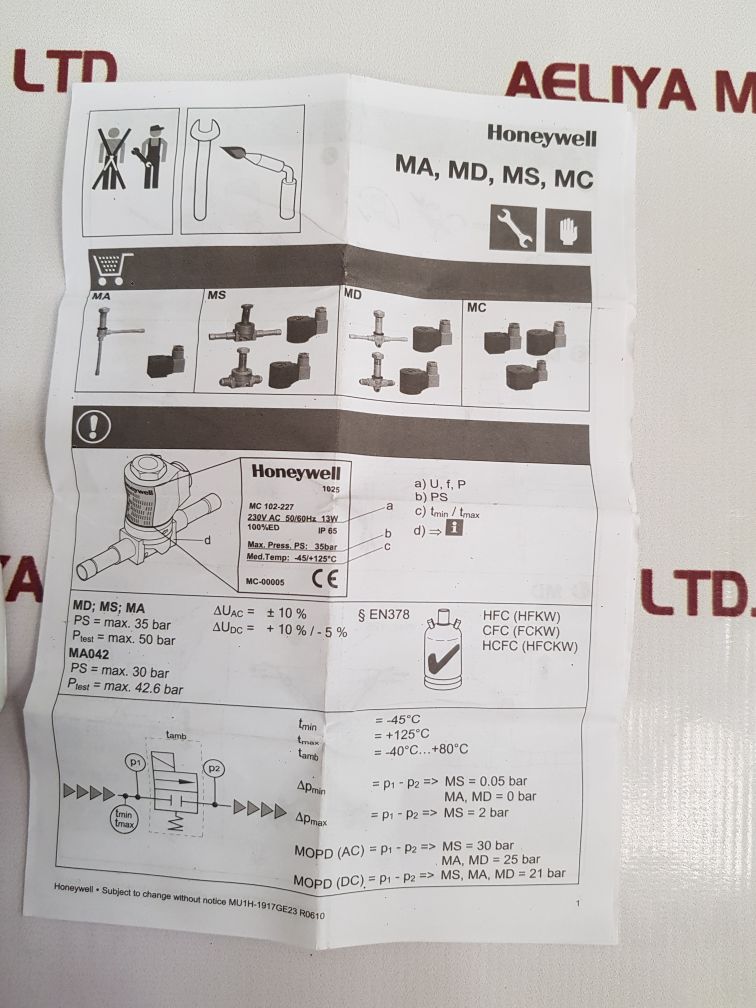 LTD
AELIYA M
Honeywell
MA, MD, MS, MC
MA
MS
MD
MC
Honeywell
Honeywell
1025
MC 102-227
230V AC 50/60Hz 13W
100%ED IP 65
Max. Press. PS: 35bar
Med.Temp: -45/+125°C
MC-00005 CE
a
b
c
d
a) U, f, P
b) PS
c) tmin / tmax
d) ⇒ i
MD; MS; MA
PS = max. 35 bar
Ptest = max. 50 bar
MA042
PS = max. 30 bar
Ptest = max. 42.6 bar
ΔUAC = ± 10 %
ΔUDC = + 10 % / - 5 %
§ EN378
HFC (HFKW)
CFC (FCKW)
HCFC (HFCKW)
YA
LTD.
tamb
p1
p2
tmin
tmax
tmin = -45°C
tmax = +125°C
tamb = -40°C...+80°C
Δpmin = p1 - p2 => MS = 0.05 bar
MA, MD = 0 bar
Δpmax = p1 - p2 => MS = 2 bar
MOPD (AC) = p1 - p2 => MS = 30 bar
MA, MD = 25 bar
MOPD (DC) = p1 - p2 => MS, MA, MD = 21 bar
Honeywell • Subject to change without notice MU1H-1917GE23 R0610
1